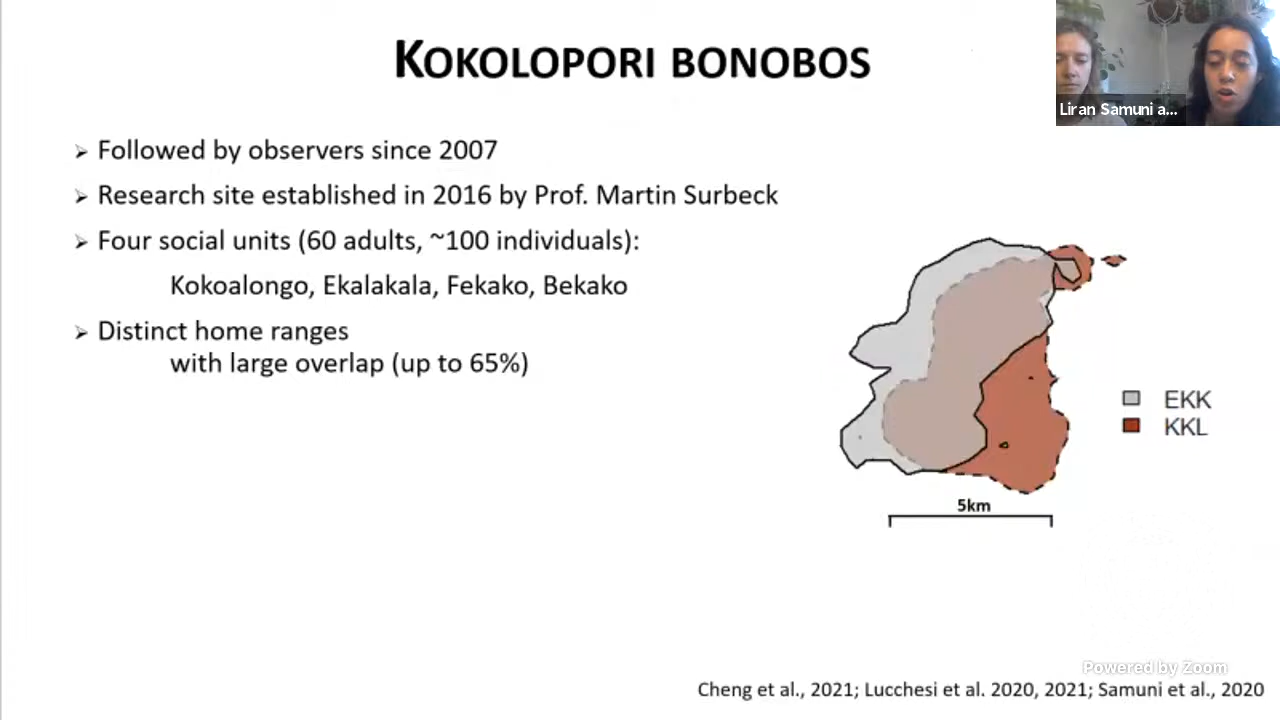 KOKOLOPORI BONOBOS
Liran Samuni a...
➢ Followed by observers since 2007
➢ Research site established in 2016 by Prof. Martin Surbeck
➢ Four social units (60 adults, ~100 individuals):
Kokoalongo, Ekalakala, Fekako, Bekako
➢ Distinct home ranges
with large overlap (up to 65%)
EKK
KKL
5km
Powered by Zoom
Cheng et al., 2021; Lucchesi et al. 2020, 2021; Samuni et al., 2020